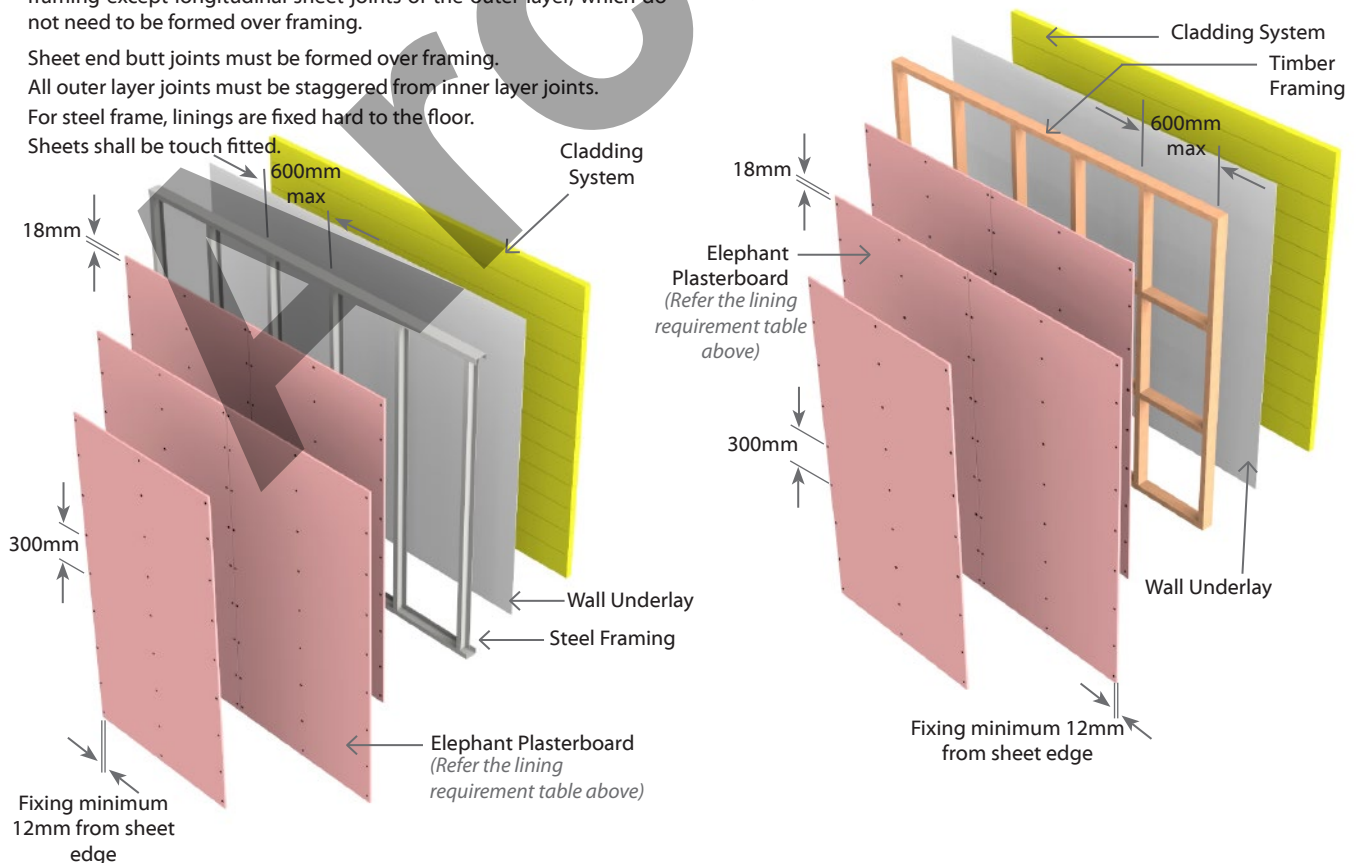 framing except longitudinal sheet joints of the outer layer, which do
not need to be formed over framing.
Sheet end butt joints must be formed over framing.
All outer layer joints must be staggered from inner layer joints.
For steel frame, linings are fixed hard to the floor.
Sheets shall be touch fitted.
Cladding
System
600mm
max
18mm
300mm
Wall Underlay
Steel Framing
Elephant Plasterboard
(Refer the lining
requirement table above)
Fixing minimum
12mm from sheet
edge
Cladding System
Timber
Framing
600mm
max
18mm
Elephant
Plasterboard
(Refer the lining
requirement table
above)
300mm
Wall Underlay
Fixing minimum 12mm
from sheet edge